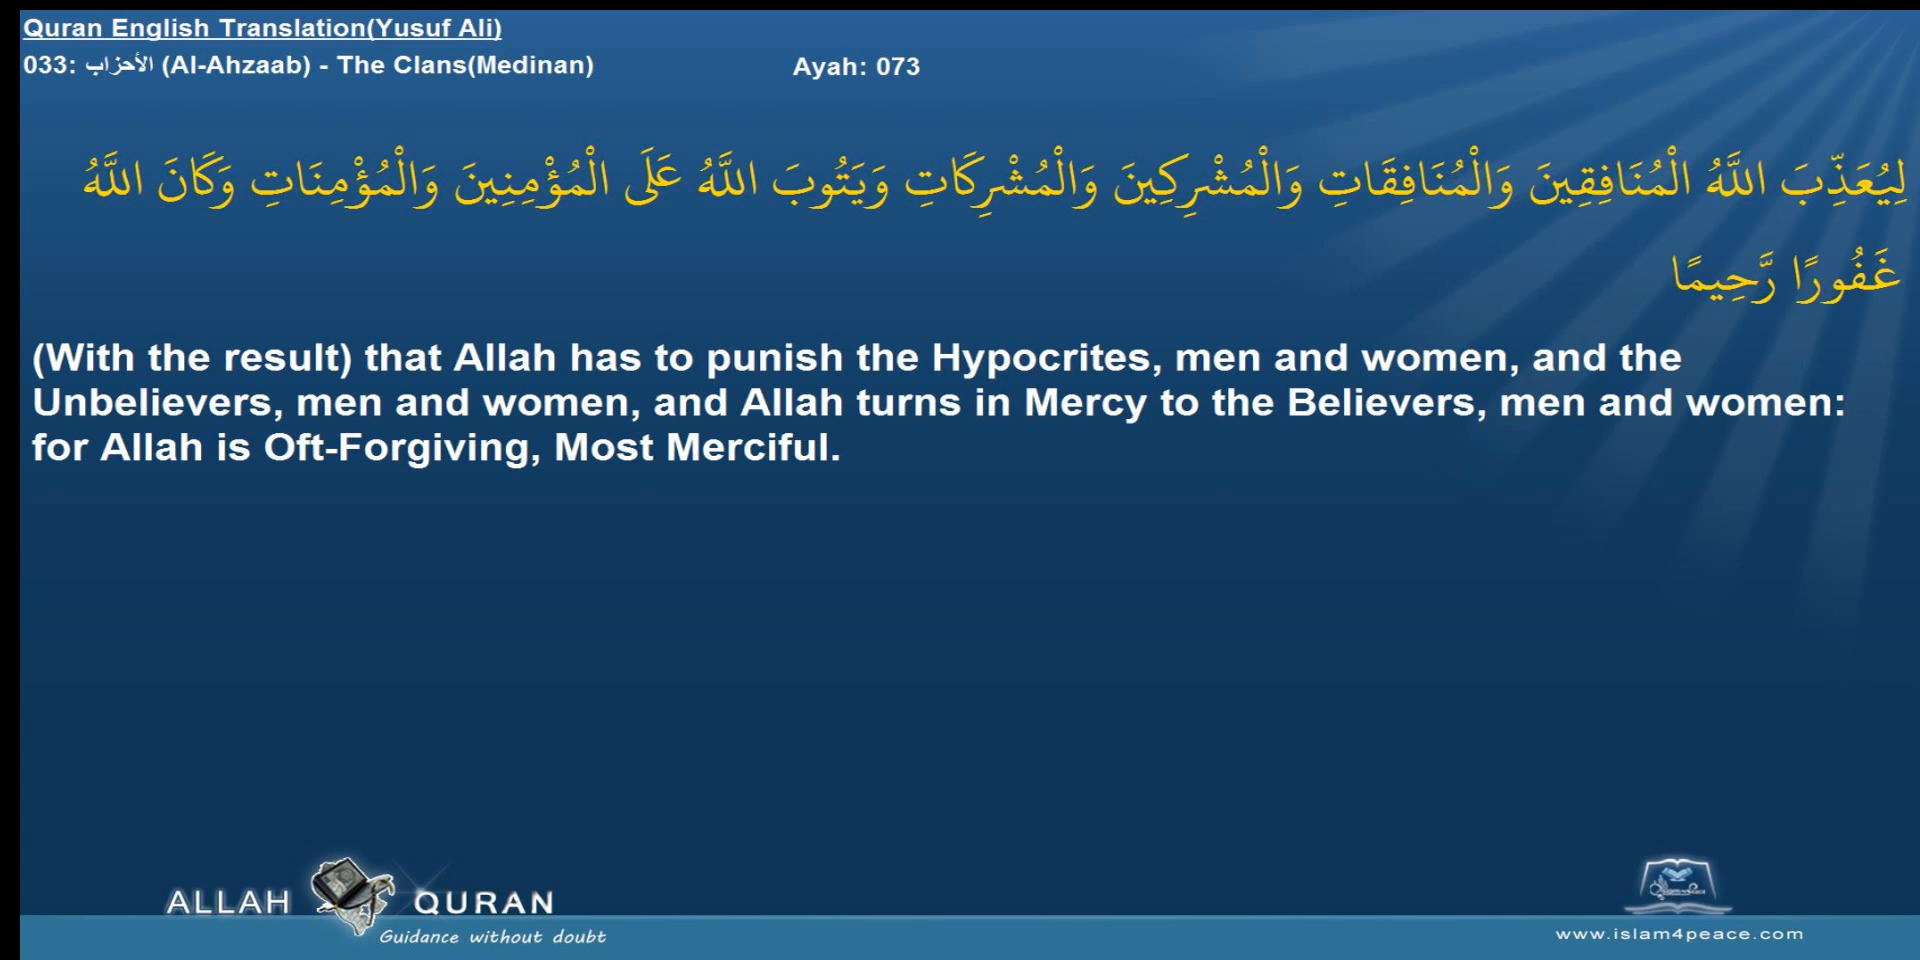 Quran English Translation(Yusuf Ali)
033: الأحزاب (Al-Ahzaab) - The Clans(Medinan) Ayah: 073
لِيُعَذِّبَ اللَّهُ الْمُنَافِقِينَ وَالْمُنَافِقَاتِ وَالْمُشْرِكِينَ وَالْمُشْرِكَاتِ وَيَتُوبَ اللَّهُ عَلَى الْمُؤْمِنِينَ وَالْمُؤْمِنَاتِ وَكَانَ اللَّهُ
غَفُورًا رَّحِيمًا
(With the result) that Allah has to punish the Hypocrites, men and women, and the
Unbelievers, men and women, and Allah turns in Mercy to the Believers, men and women:
for Allah is Oft-Forgiving, Most Merciful.
ALLAH QURAN
Guidance without doubt
www.islam4peace.com